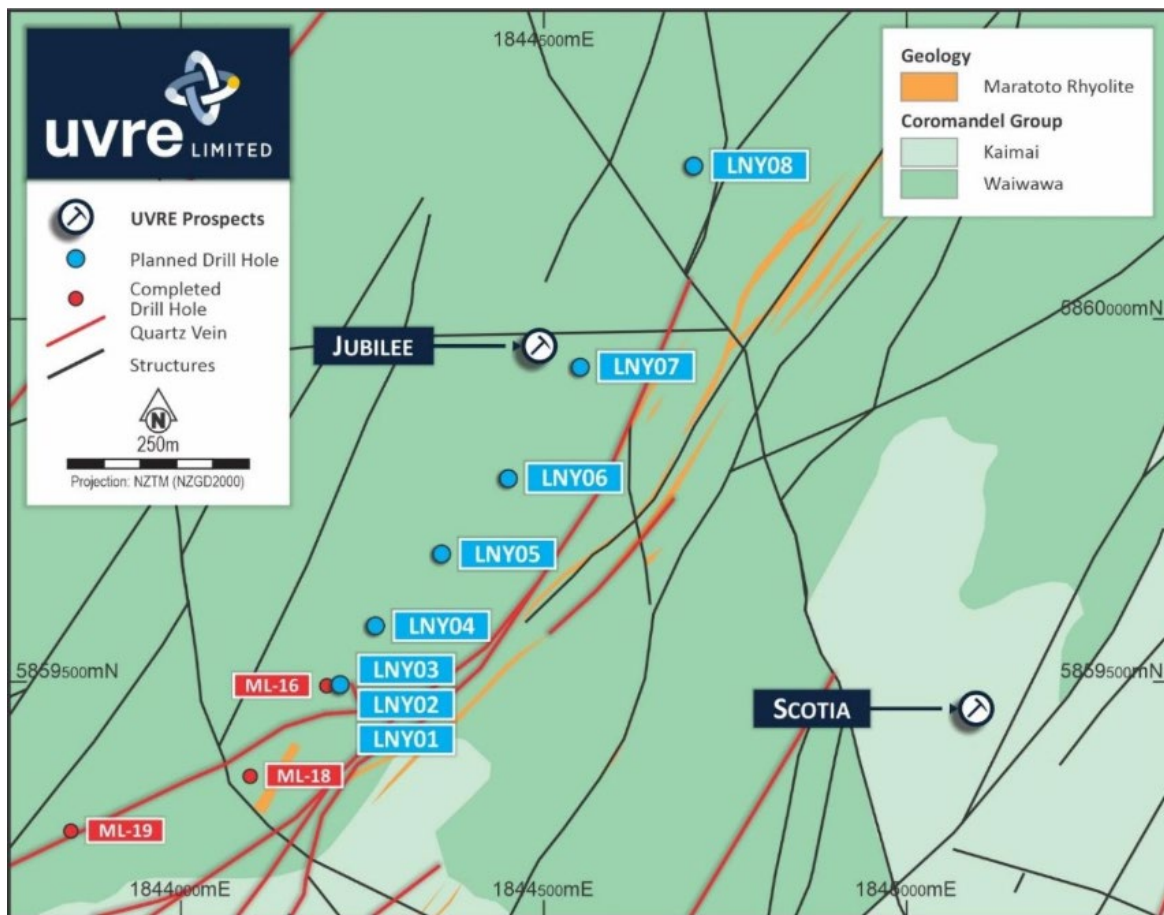 1844500mE
uvre
LIMITED
UVRE Prospects
Planned Drill Hole
Completed
Drill Hole
Quartz Vein
Structures
N
250m
Projection: NZTM (NZGD2000)
Geology
Maratoto Rhyolite
Coromandel Group
Kaimai
Waiwawa
LNY08
5860000mN
JUBILEE
LNY07
LNY06
LNY05
LNY04
5859500mN
5859500mN
ML-16
LNY03
LNY02
LNY01
SCOTIA
ML-18
ML-19
1844000mE
1844500mE
1845000mE